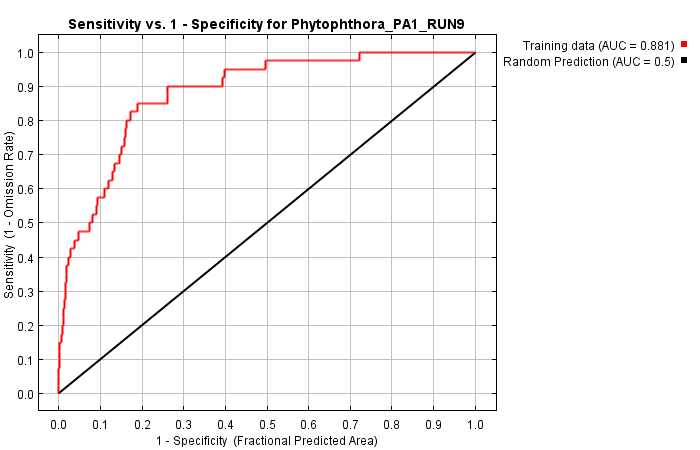 Sensitivity vs. 1 - Specificity for Phytophthora_PA1_RUN9
Training data (AUC = 0.881)
Random Prediction (AUC = 0.5)
Sensitivity (1 - Omission Rate)
1.0
0.9
0.8
0.7
0.6
0.5
0.4
0.3
0.2
0.1
0.0
0.0 0.1 0.2 0.3 0.4 0.5 0.6 0.7 0.8 0.9 1.0
1 - Specificity (Fractional Predicted Area)